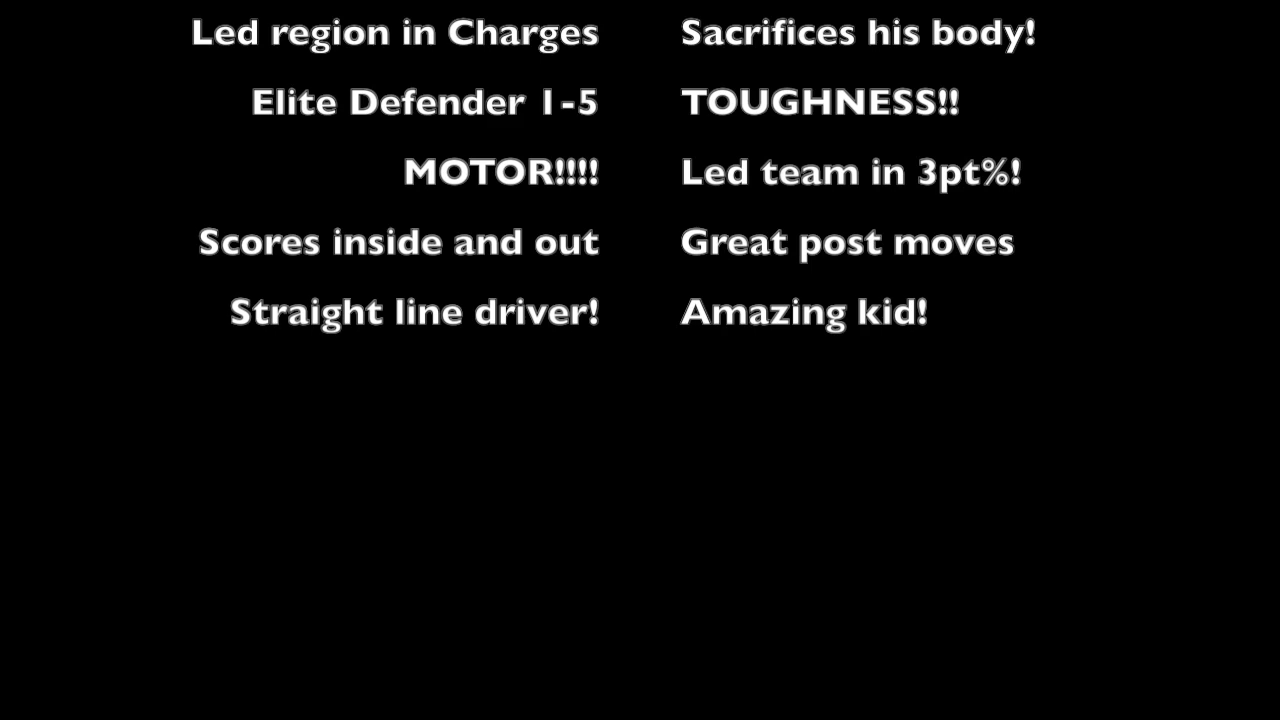 Led region in Charges Sacrifices his body!
Elite Defender 1-5 TOUGHNESS!!
MOTOR!!!! Led team in 3pt%!
Scores inside and out Great post moves
Straight line driver! Amazing kid!